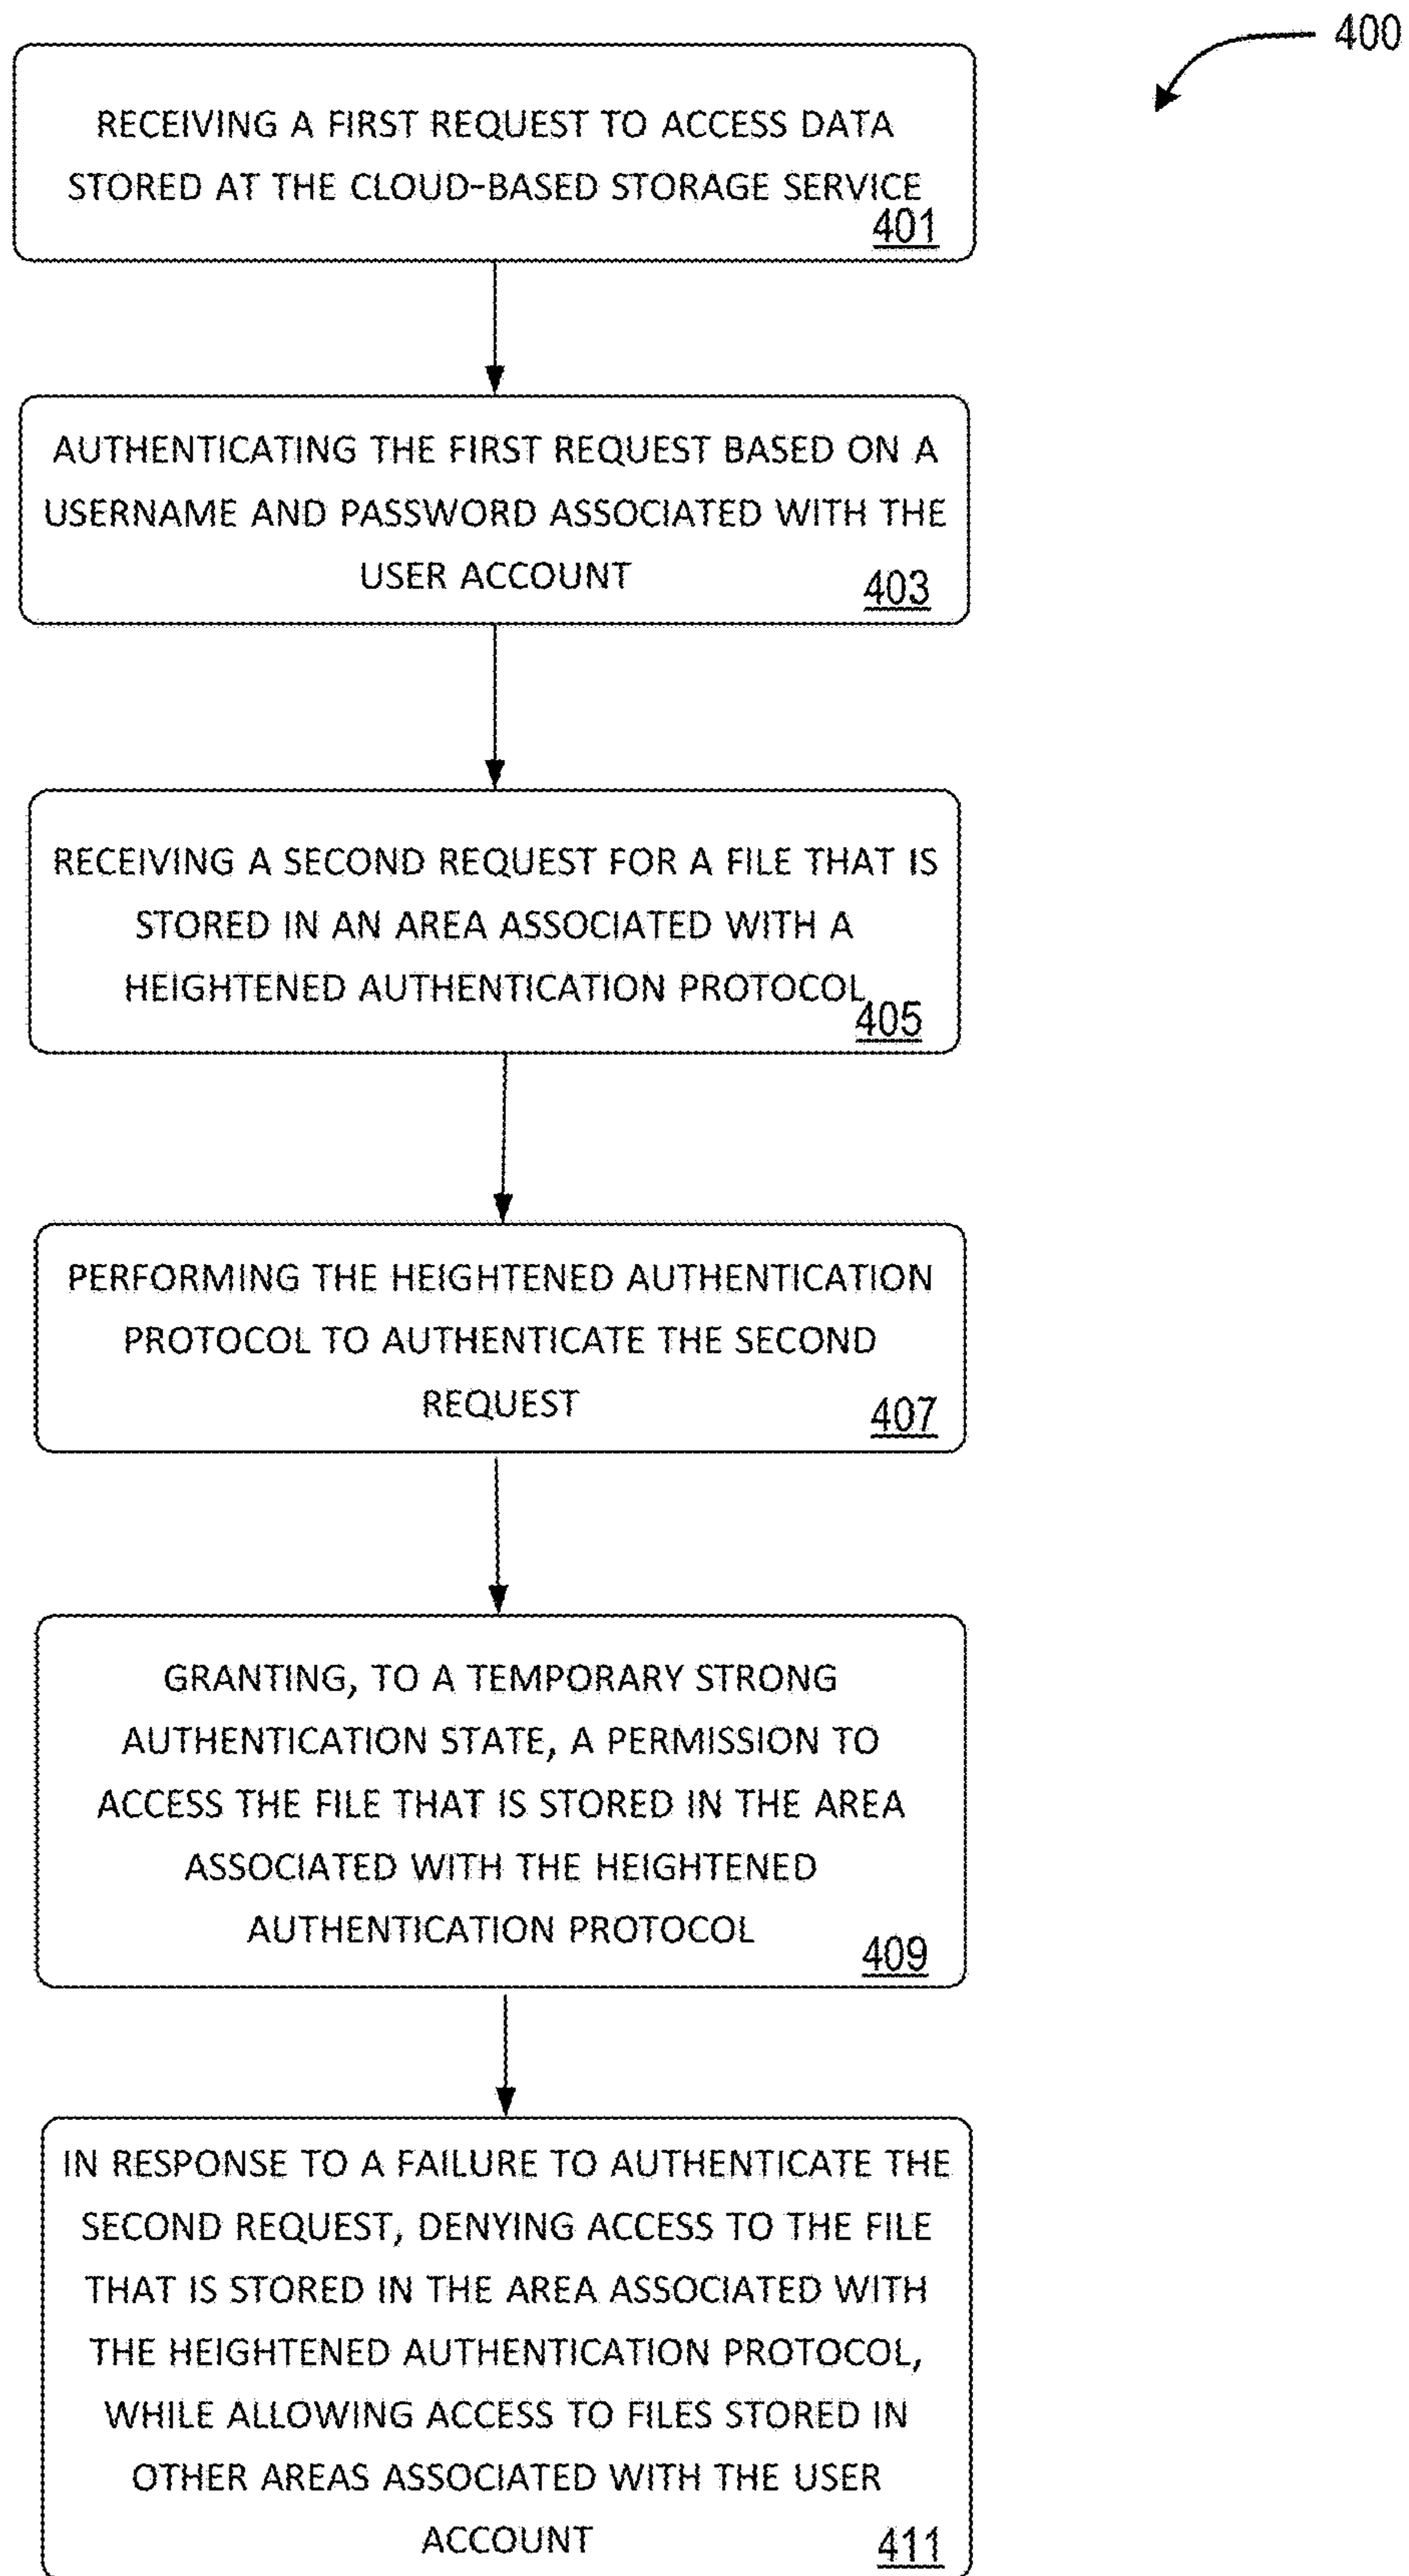 400
RECEIVING A FIRST REQUEST TO ACCESS DATA
STORED AT THE CLOUD-BASED STORAGE SERVICE
401
AUTHENTICATING THE FIRST REQUEST BASED ON A
USERNAME AND PASSWORD ASSOCIATED WITH THE
USER ACCOUNT
403
RECEIVING A SECOND REQUEST FOR A FILE THAT IS
STORED IN AN AREA ASSOCIATED WITH A
HEIGHTENED AUTHENTICATION PROTOCOL
405
PERFORMING THE HEIGHTENED AUTHENTICATION
PROTOCOL TO AUTHENTICATE THE SECOND
REQUEST
407
GRANTING, TO A TEMPORARY STRONG
AUTHENTICATION STATE, A PERMISSION TO
ACCESS THE FILE THAT IS STORED IN THE AREA
ASSOCIATED WITH THE HEIGHTENED
AUTHENTICATION PROTOCOL
409
IN RESPONSE TO A FAILURE TO AUTHENTICATE THE
SECOND REQUEST, DENYING ACCESS TO THE FILE
THAT IS STORED IN THE AREA ASSOCIATED WITH
THE HEIGHTENED AUTHENTICATION PROTOCOL,
WHILE ALLOWING ACCESS TO FILES STORED IN
OTHER AREAS ASSOCIATED WITH THE USER
ACCOUNT
411